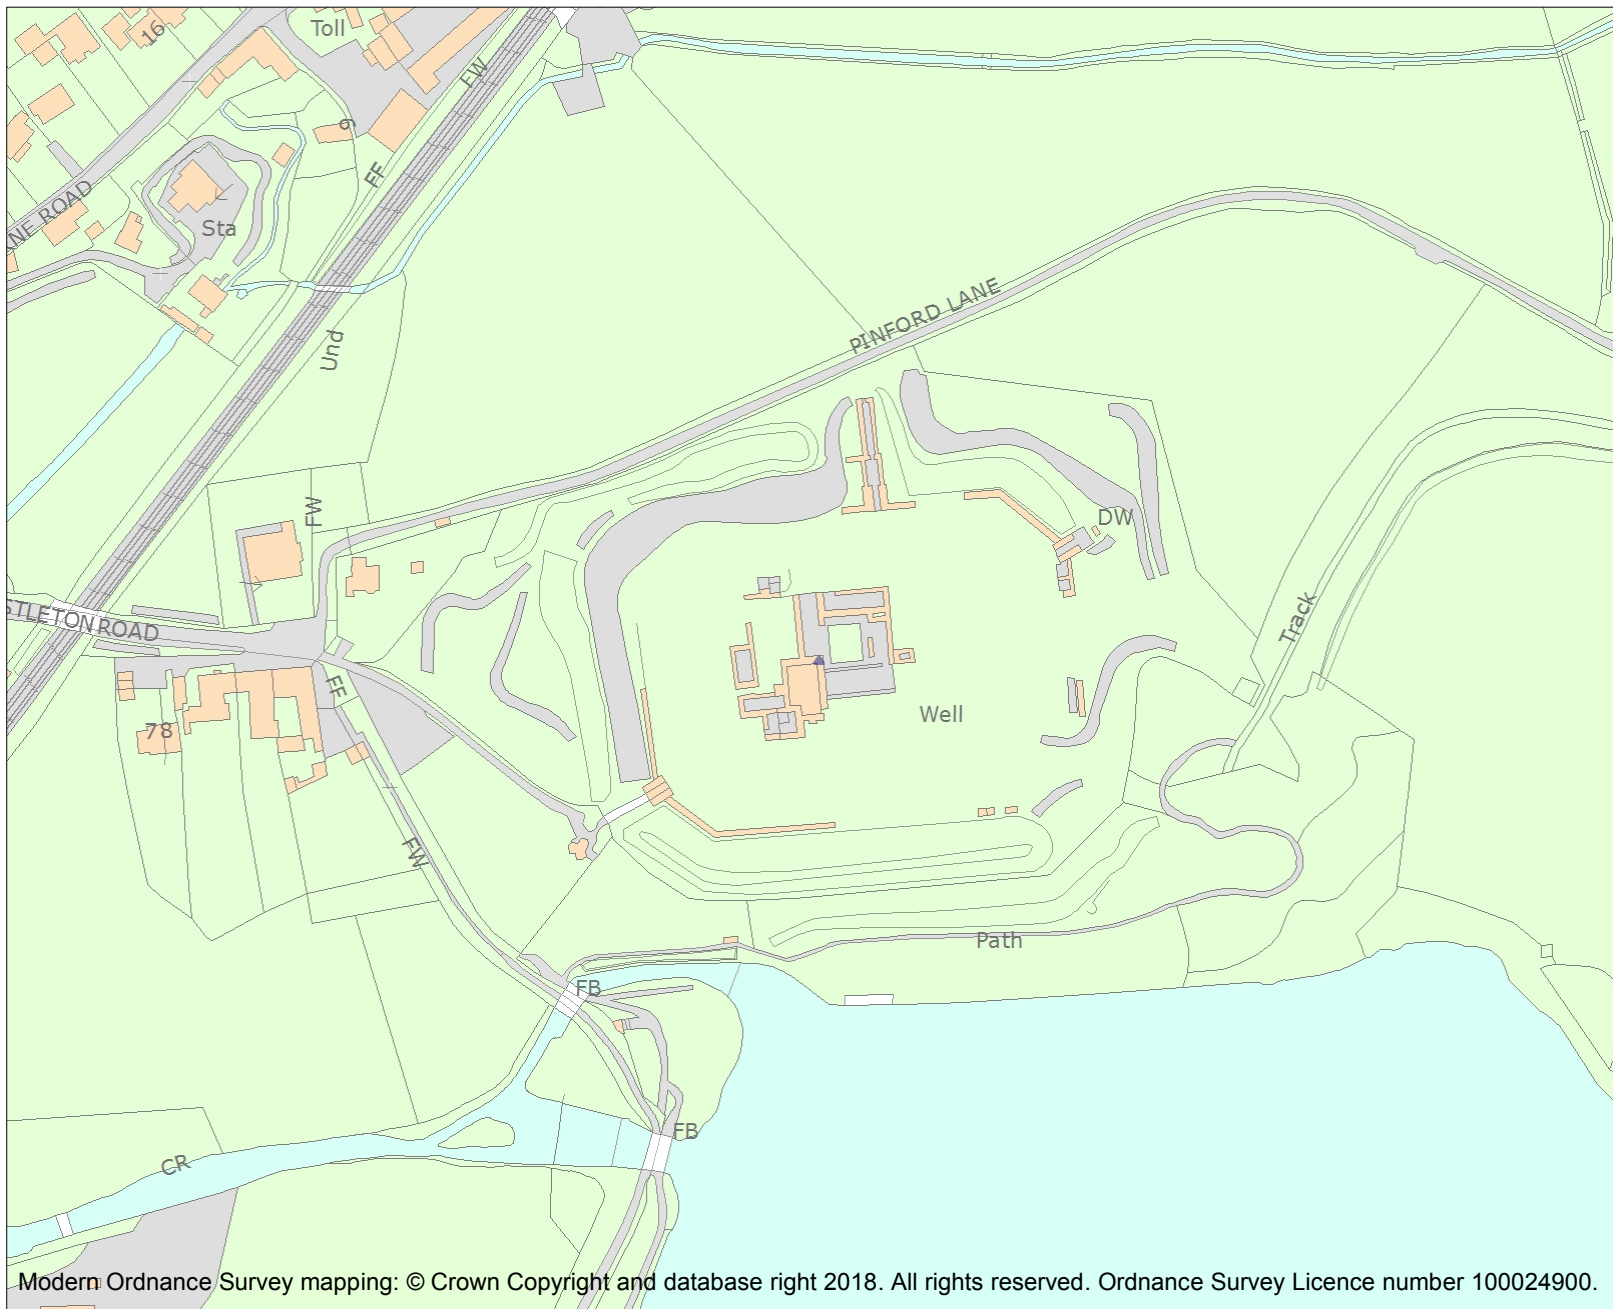 16
Toll
FW
9
FF
Sta
Und
PINFORD LANE
FW
DW
Track
STLETON ROAD
FF
78
Well
FW
Path
FB
FB
CR
Modern Ordnance Survey mapping: © Crown Copyright and database right 2018. All rights reserved. Ordnance Survey Licence number 100024900.